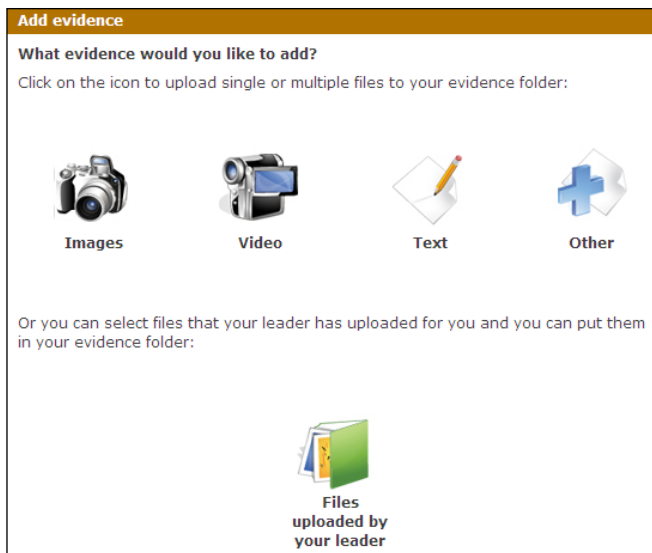 Add evidence
What evidence would you like to add?
Click on the icon to upload single or multiple files to your evidence folder:
Images Video Text Other
Or you can select files that your leader has uploaded for you and you can put them
in your evidence folder:
Files
uploaded by
your leader